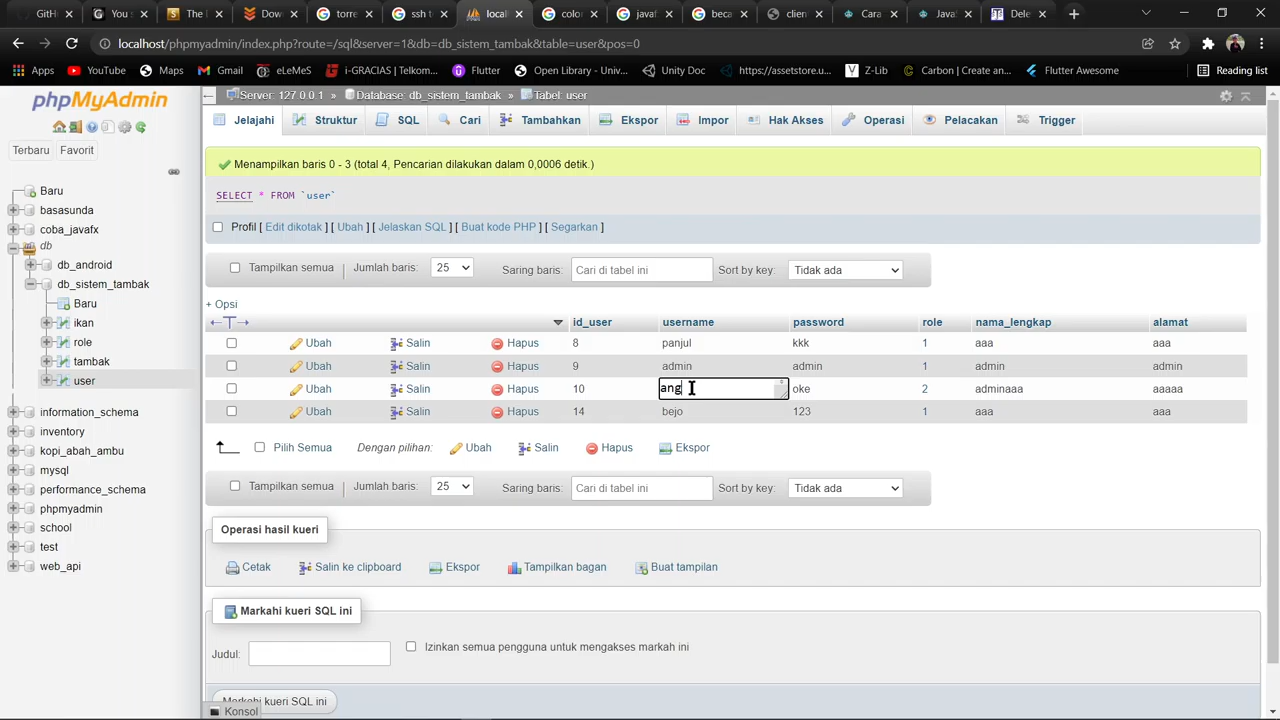 GitHu
You s
The l
Dow
torre
ssh to
local
color
javaf
beca
clien
Cara
Java
Dele
localhost/phpmyadmin/index.php?route=/sql&server=1&db=db_sistem_tambak&table=user&pos=0
Apps YouTube Maps Gmail eLeMeS i-GRACIAS | Telkom... Flutter Open Library - Univ... Unity Doc https://assetstore.u... Z-Lib Carbon | Create an... Flutter Awesome Reading list
phpMyAdmin
Terbaru Favorit
Baru
basasunda
coba_javafx
db
db_android
db_sistem_tambak
Baru
ikan
role
tambak
user
information_schema
inventory
kopi_abah_ambu
mysql
performance_schema
phpmyadmin
school
test
web_api
Server: 127.0.0.1 » Database: db_sistem_tambak » Tabel: user
Jelajahi Struktur SQL Cari Tambahkan Ekspor Impor Hak Akses Operasi Pelacakan Trigger
Menampilkan baris 0 - 3 (total 4, Pencarian dilakukan dalam 0,0006 detik.)
SELECT * FROM `user`
Profil [ Edit dikotak ] [ Ubah ] [ Jelaskan SQL ] [ Buat kode PHP ] [ Segarkan ]
Tampilkan semua Jumlah baris: 25 Saring baris: Cari di tabel ini Sort by key: Tidak ada
+ Opsi
id_user username password role nama_lengkap alamat
Ubah Salin Hapus 8 panjul kkk 1 aaa aaa
Ubah Salin Hapus 9 admin admin 1 admin admin
Ubah Salin Hapus 10 ang oke 2 adminaaa aaaaa
Ubah Salin Hapus 14 bejo 123 1 aaa aaa
Pilih Semua Dengan pilihan: Ubah Salin Hapus Ekspor
Tampilkan semua Jumlah baris: 25 Saring baris: Cari di tabel ini Sort by key: Tidak ada
Operasi hasil kueri
Cetak Salin ke clipboard Ekspor Tampilkan bagan Buat tampilan
Markahi kueri SQL ini
Judul: Izinkan semua pengguna untuk mengakses markah ini
Markahi kueri SQL ini
Konsol